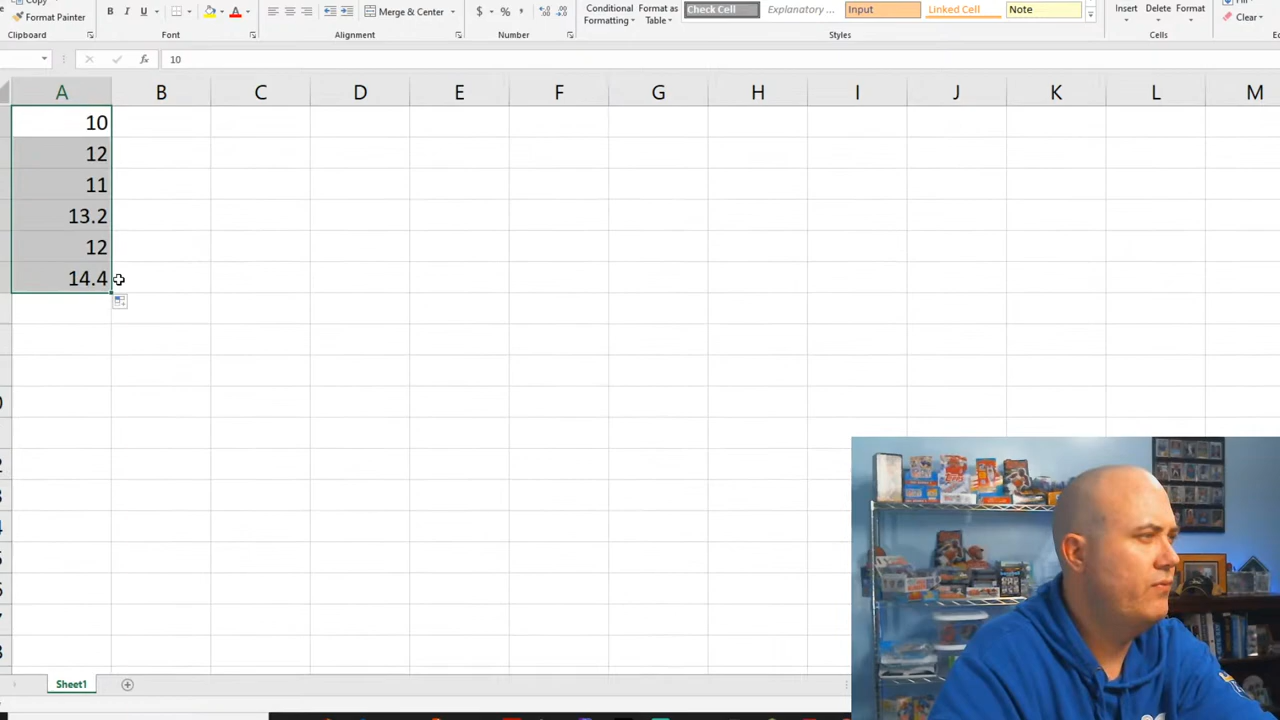 Copy
Format Painter
B I U A
Merge & Center
$ % ,
Conditional Formatting
Format as Table
Check Cell
Explanatory ...
Input
Linked Cell
Note
Insert
Delete
Format
Clear
Clipboard
Font
Alignment
Number
Styles
Cells
fx 10
A B C D E F G H I J K L M
10
12
11
13.2
12
14.4
Sheet1